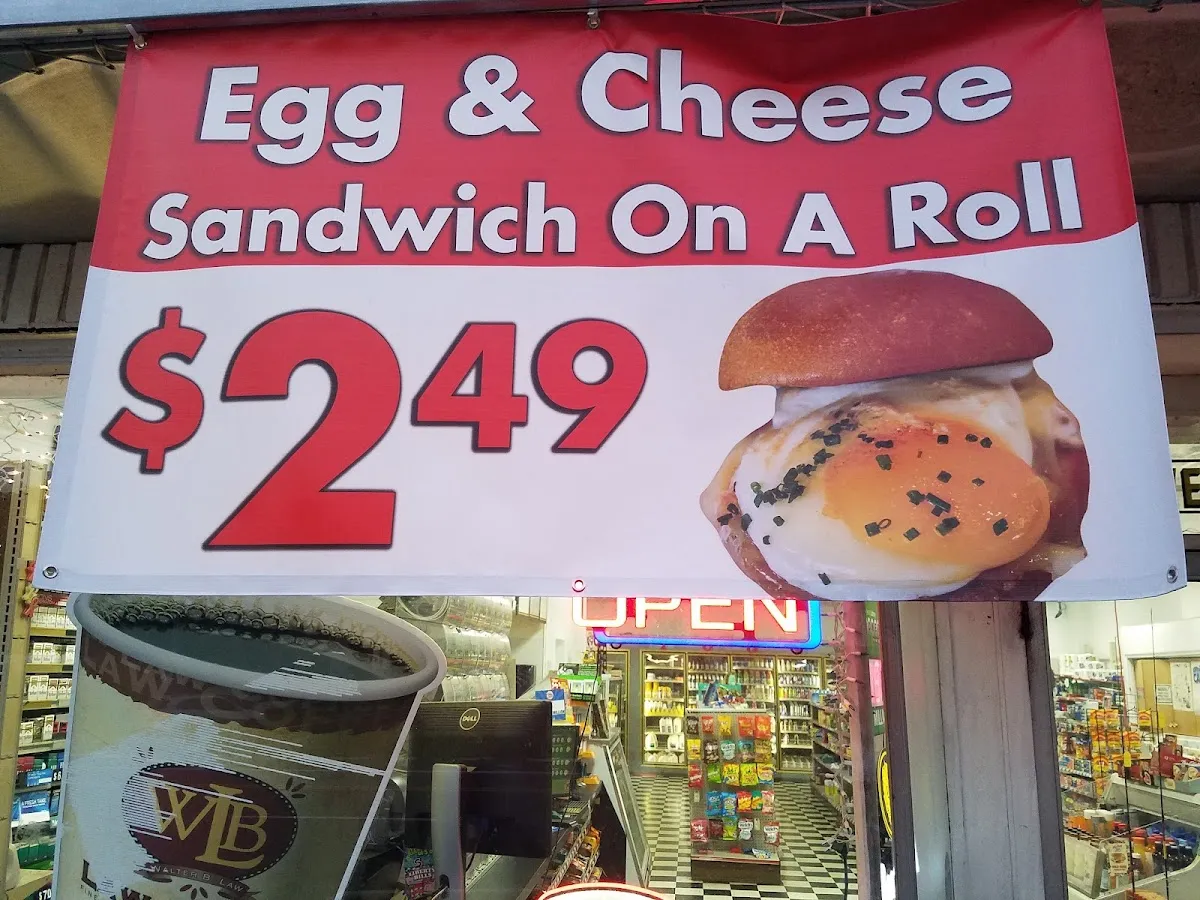 Egg & Cheese
Sandwich On A Roll
$2 49
OPEN
DELL
WLB
WALTER B. LAW